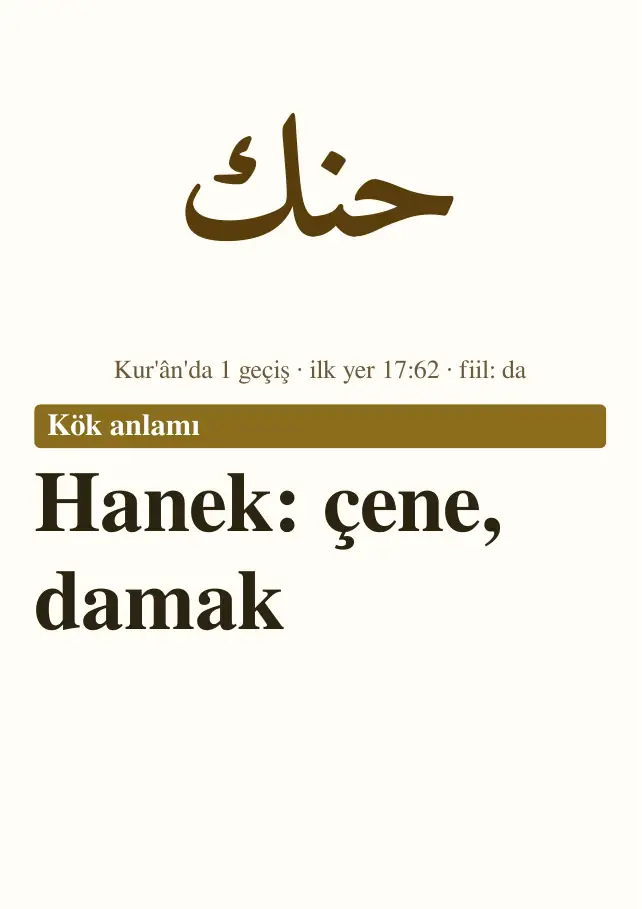 حنك
Kur'ân'da 1 geçiş · ilk yer 17:62 · fiil: da
Kök anlamı
Hanek: çene,
damak